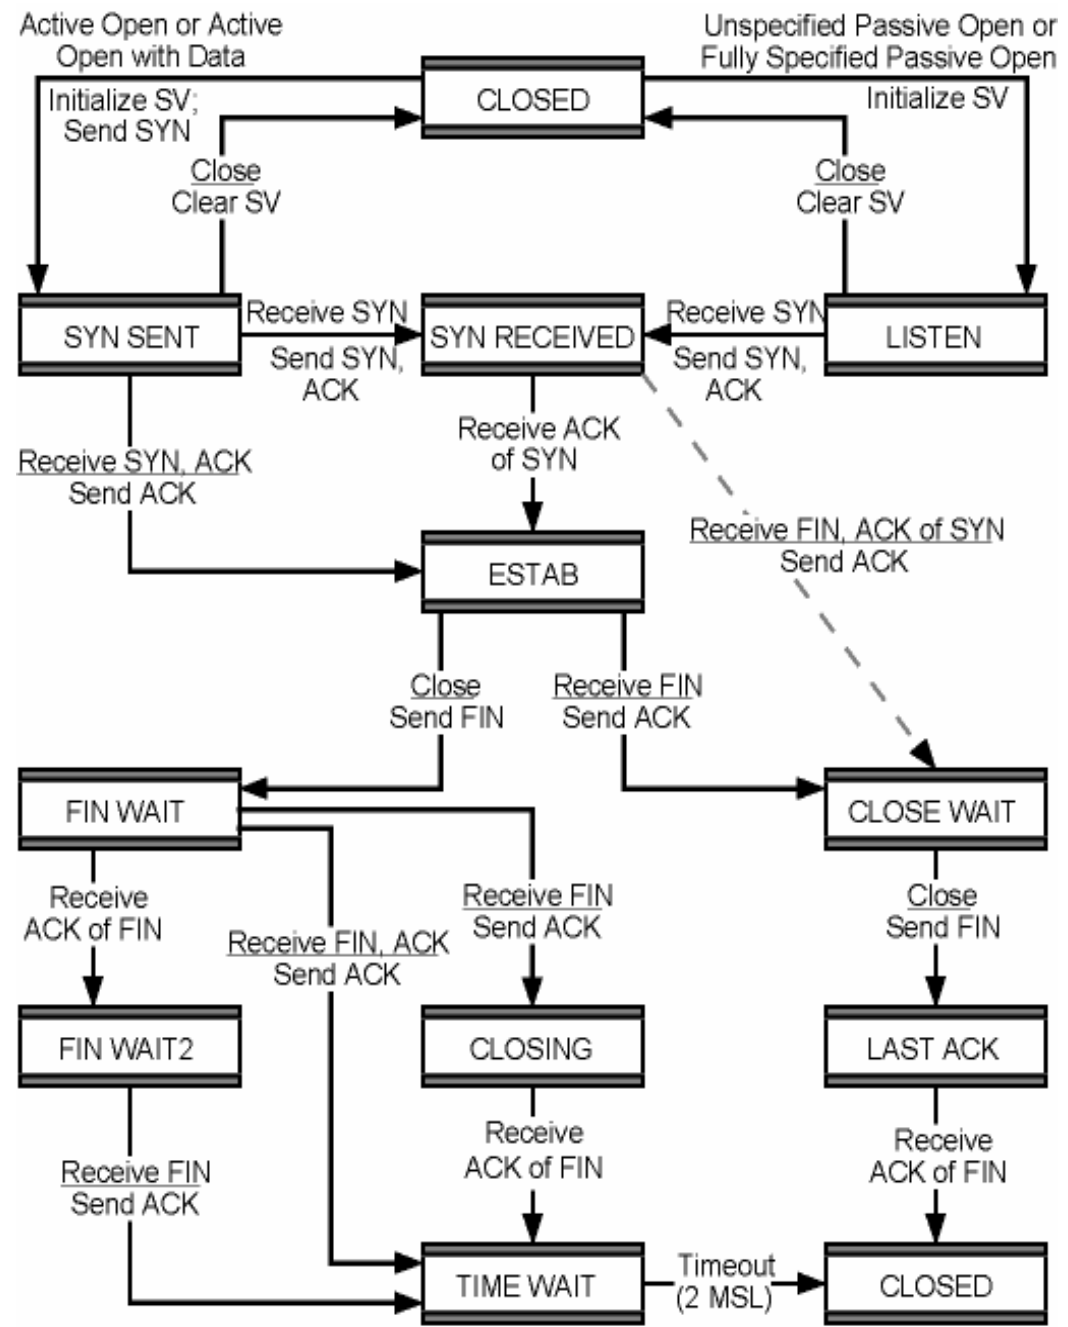 Active Open or Active
Open with Data
Unspecified Passive Open or
Fully Specified Passive Open
CLOSED
Initialize SV;
Send SYN
Initialize SV
Close
Clear SV
Close
Clear SV
SYN SENT
Receive SYN
Send SYN,
ACK
SYN RECEIVED
Receive SYN
Send SYN,
ACK
LISTEN
Receive ACK
of SYN
Receive SYN, ACK
Send ACK
Receive FIN, ACK of SYN
Send ACK
ESTAB
Close
Send FIN
Receive FIN
Send ACK
FIN WAIT
CLOSE WAIT
Receive
ACK of FIN
Receive FIN, ACK
Send ACK
Receive FIN
Send ACK
Close
Send FIN
FIN WAIT2
CLOSING
LAST ACK
Receive FIN
Send ACK
Receive
ACK of FIN
Receive
ACK of FIN
TIME WAIT
Timeout
(2 MSL)
CLOSED